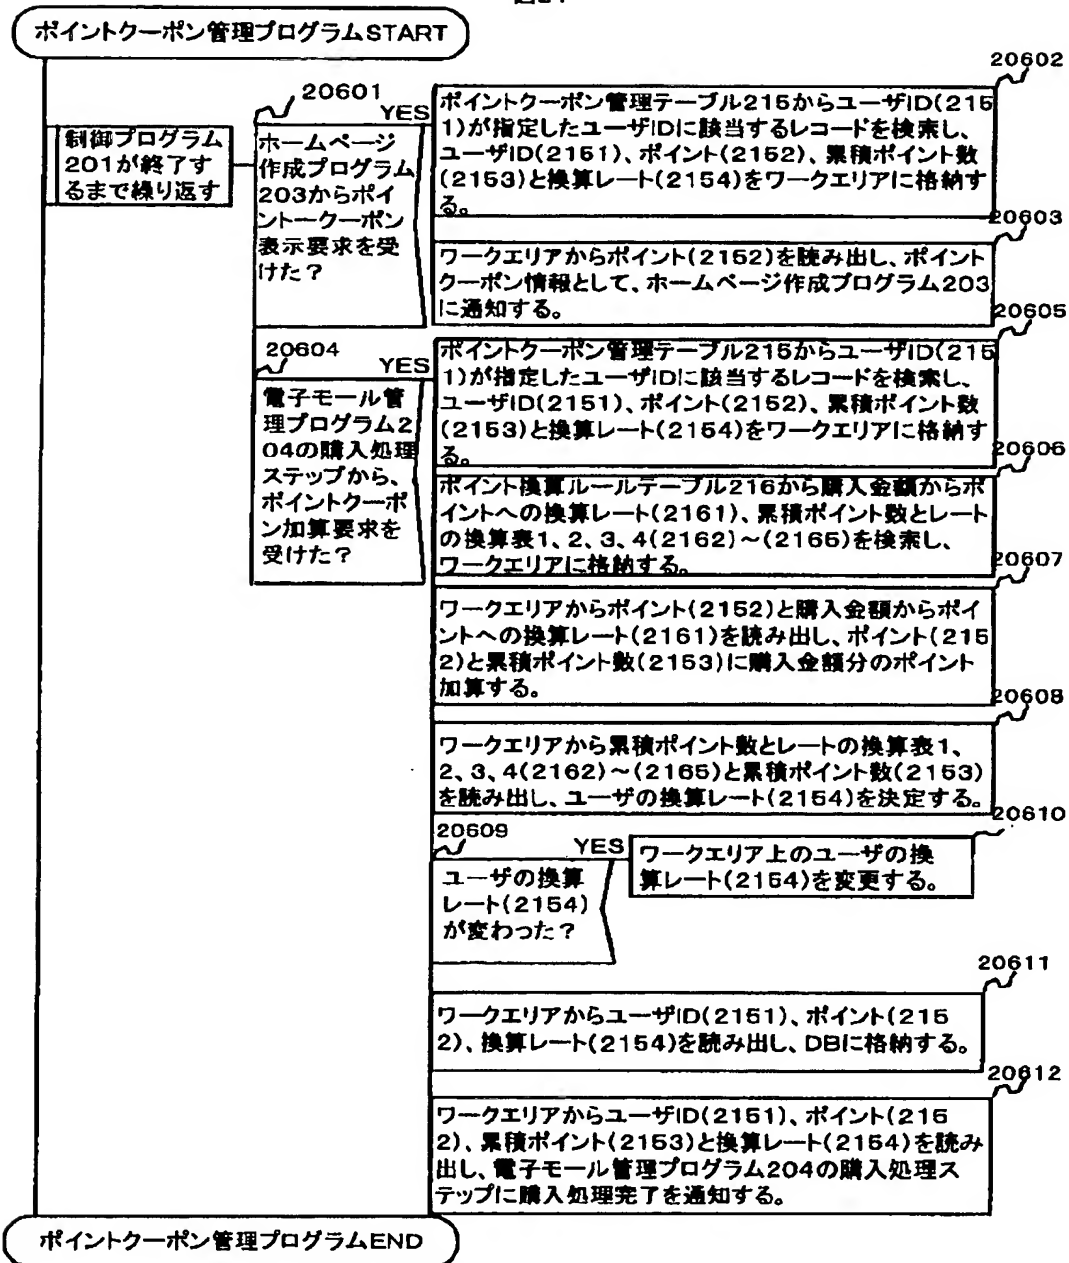 ポイントクーポン管理プログラムSTART
制御プログラム
201が終了す
るまで繰り返す
20601
YES
ホームページ
作成プログラム
203からポイ
ントークーポン
表示要求を受
けた?
20602
ポイントクーポン管理テーブル215からユーザID(215
1)が指定したユーザIDに該当するレコードを検索し、
ユーザID(2151)、ポイント(2152)、累積ポイント数
(2153)と換算レート(2154)をワークエリアに格納す
る。
20603
ワークエリアからポイント(2152)を読み出し、ポイント
クーポン情報として、ホームページ作成プログラム203
に通知する。
20604
YES
電子モール管
理プログラム2
04の購入処理
ステップから、
ポイントクーポ
ン加算要求を
受けた?
20605
ポイントクーポン管理テーブル215からユーザID(215
1)が指定したユーザIDに該当するレコードを検索し、
ユーザID(2151)、ポイント(2152)、累積ポイント数
(2153)と換算レート(2154)をワークエリアに格納す
る。
20606
ポイント換算ルールテーブル216から購入金額からポ
イントへの換算レート(2161)、累積ポイント数とレート
の換算表1、2、3、4(2162)~(2165)を検索し、
ワークエリアに格納する。
20607
ワークエリアからポイント(2152)と購入金額からポイ
ントへの換算レート(2161)を読み出し、ポイント(215
2)と累積ポイント数(2153)に購入金額分のポイント
加算する。
20608
ワークエリアから累積ポイント数とレートの換算表1、
2、3、4(2162)~(2165)と累積ポイント数(2153)
を読み出し、ユーザの換算レート(2154)を決定する。
20609
YES
ユーザの換算
レート(2154)
が変わった?
20610
ワークエリア上のユーザの換
算レート(2154)を変更する。
20611
ワークエリアからユーザID(2151)、ポイント(215
2)、換算レート(2154)を読み出し、DBに格納する。
20612
ワークエリアからユーザID(2151)、ポイント(215
2)、累積ポイント(2153)と換算レート(2154)を読み
出し、電子モール管理プログラム204の購入処理ス
テップに購入処理完了を通知する。
ポイントクーポン管理プログラムEND